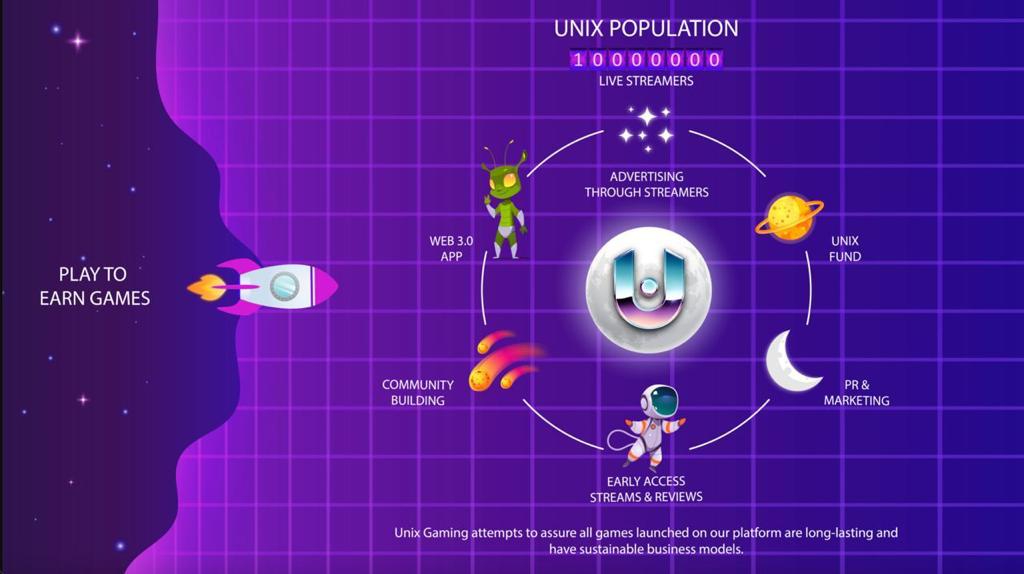 UNIX POPULATION
10000000
LIVE STREAMERS
ADVERTISING
THROUGH STREAMERS
WEB 3.0
APP
UNIX
FUND
U
PLAY TO
EARN GAMES
COMMUNITY
BUILDING
PR &
MARKETING
EARLY ACCESS
STREAMS & REVIEWS
Unix Gaming attempts to assure all games launched on our platform are long-lasting and
have sustainable business models.